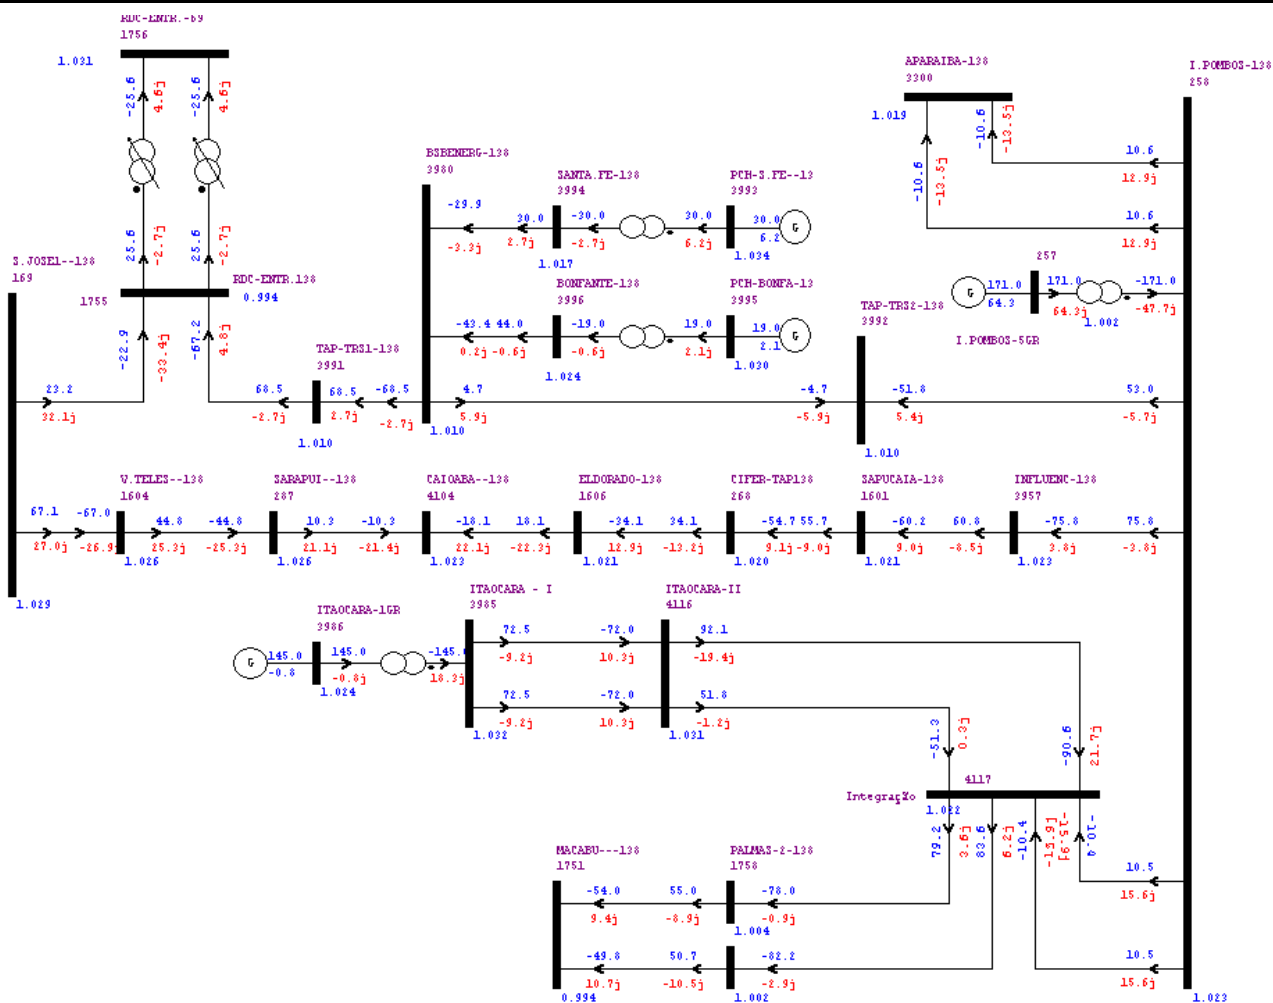 RDC-ENTR.-69
1756
1.031
-25.6
4.6j
-25.6
4.6j
25.6
-2.7j
25.6
-2.7j
S.JOSE1--138
169
1755
RDC-ENTR.138
0.994
-22.9
-33.4j
-67.2
4.8j
23.2
32.1j
68.5
-2.7j
TAP-TRS1-138
3991
68.5
2.7j
-68.5
-2.7j
1.010
BSBENERG-138
3980
-29.9
-3.3j
30.0
2.7j
SANTA.FE-138
3994
-30.0
-2.7j
1.017
30.0
6.2j
PCH-S.FE--13
3993
30.0
6.2
G
1.034
-43.4
0.2j
44.0
-0.6j
BONFANTE-138
3996
-19.0
-0.6j
1.024
19.0
2.1j
PCH-BONFA-13
3995
19.0
2.1
G
1.030
4.7
5.9j
1.010
-4.7
-5.9j
TAP-TRS2-138
3992
-51.8
5.4j
1.010
53.0
-5.7j
APARAIBA-138
3300
1.019
-10.6
-13.5j
-10.6
-13.5j
I.POMBOS-138
258
10.6
12.9j
10.6
12.9j
257
G
171.0
64.3
171.0
64.3j
1.002
-171.0
-47.7j
I.POMBOS-5GR
67.1
27.0j
-67.0
-26.9j
V.TELES--138
1604
44.8
25.3j
1.026
-44.8
-25.3j
SARAPUI--138
287
10.3
21.1j
1.026
-10.3
-21.4j
CAIOABA--138
4104
-18.1
22.1j
1.023
18.1
-22.3j
ELDORADO-138
1606
-34.1
12.9j
1.021
34.1
-13.2j
CIFER-TAP138
268
-54.7
9.1j
1.020
55.7
-9.0j
SAPUCAIA-138
1601
-60.2
9.0j
1.021
60.8
-8.5j
INFLUENC-138
3957
-75.8
3.8j
1.023
75.8
-3.8j
1.029
ITAOCARA-1GR
3986
G
145.0
-0.8
145.0
-0.8j
1.024
-145.0
18.3j
ITAOCARA - I
3985
72.5
-9.2j
-72.0
10.3j
72.5
-9.2j
-72.0
10.3j
1.032
ITAOCARA-II
4116
92.1
-19.4j
51.8
-1.2j
1.031
-51.3
0.3j
-90.6
21.7j
Integração
4117
1.022
79.2
3.6j
83.6
6.2j
-10.4
-15.9j
-10.4
-15.9j
10.5
15.6j
10.5
15.6j
1.023
MACABU---138
1751
-54.0
9.4j
55.0
-8.9j
PALMAS-2-138
1758
-78.0
-0.9j
1.004
-49.8
10.7j
50.7
-10.5j
-82.2
-2.9j
0.994
1.002